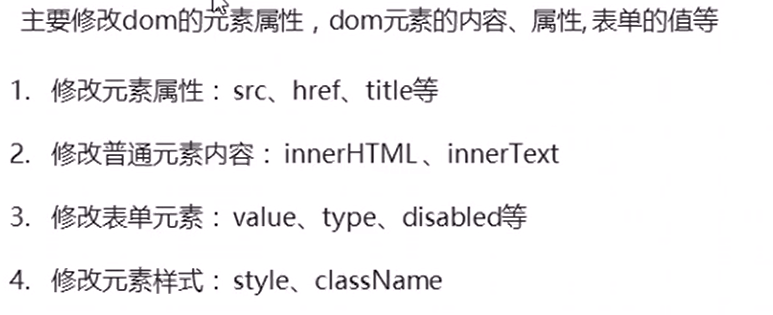 主要修改dom的元素属性，dom元素的内容、属性, 表单的值等
1. 修改元素属性：src、href、title等
2. 修改普通元素内容：innerHTML、innerText
3. 修改表单元素：value、type、disabled等
4. 修改元素样式：style、className